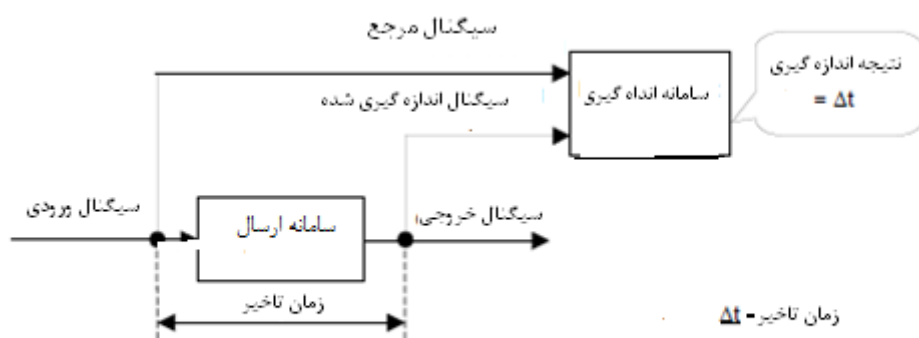 سیگنال مرجع
نتیجه اندازه گیری
= Δt
سامانه انداه گیری
سیگنال اندازه گیری شده
سیگنال ورودی
سامانه ارسال
سیگنال خروجی
زمان تاخیر
Δt - زمان تاخیر